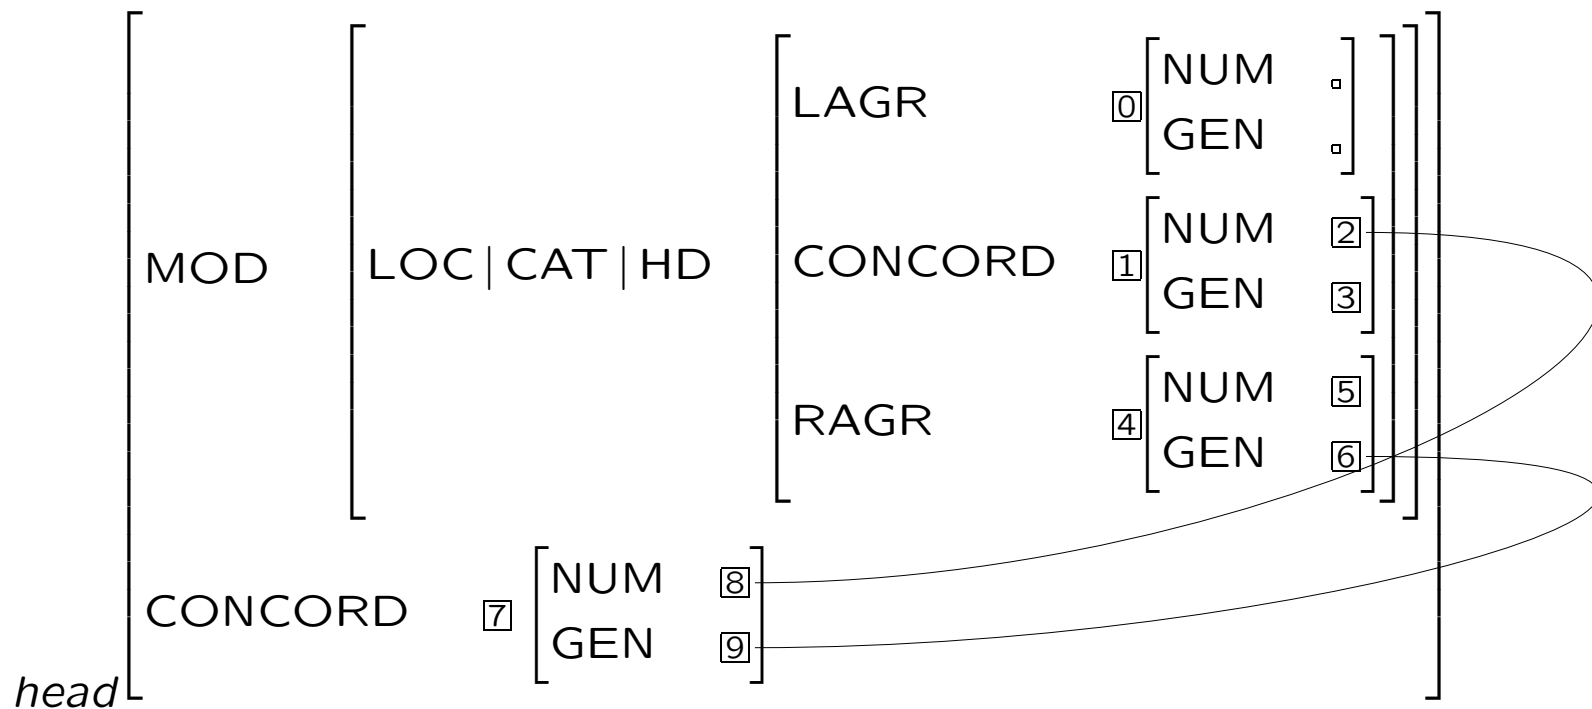 NUM
LAGR 0
GEN
NUM 2
MOD LOC|CAT|HD CONCORD 1
GEN 3
NUM 5
RAGR 4
GEN 6
NUM 8
CONCORD 7
GEN 9
head